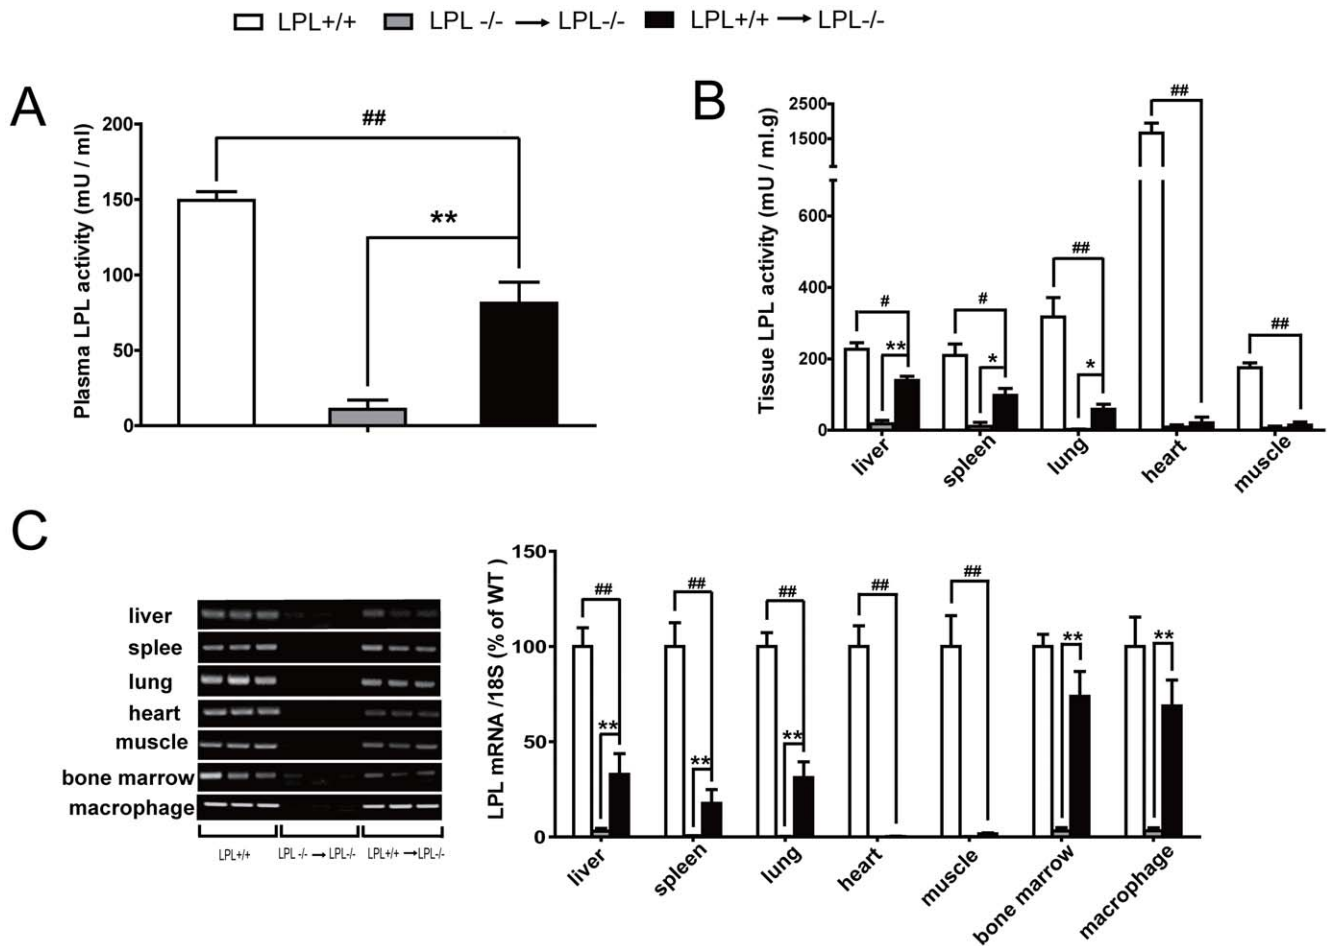 LPL+/+ LPL -/- → LPL-/- LPL+/+ → LPL-/-
A
Plasma LPL activity (mU / ml)
200
150
100
50
0
##
**
B
Tissue LPL activity (mU / ml.g)
2500
1500
600
400
200
0
#
**
#
*
##
*
##
##
liver
spleen
lung
heart
muscle
C
liver
splee
lung
heart
muscle
bone marrow
macrophage
LPL+/+ LPL -/- → LPL-/- LPL+/+ → LPL-/-
LPL mRNA /18S (% of WT )
150
100
50
0
##
**
##
**
##
**
##
##
**
**
liver
spleen
lung
heart
muscle
bone marrow
macrophage